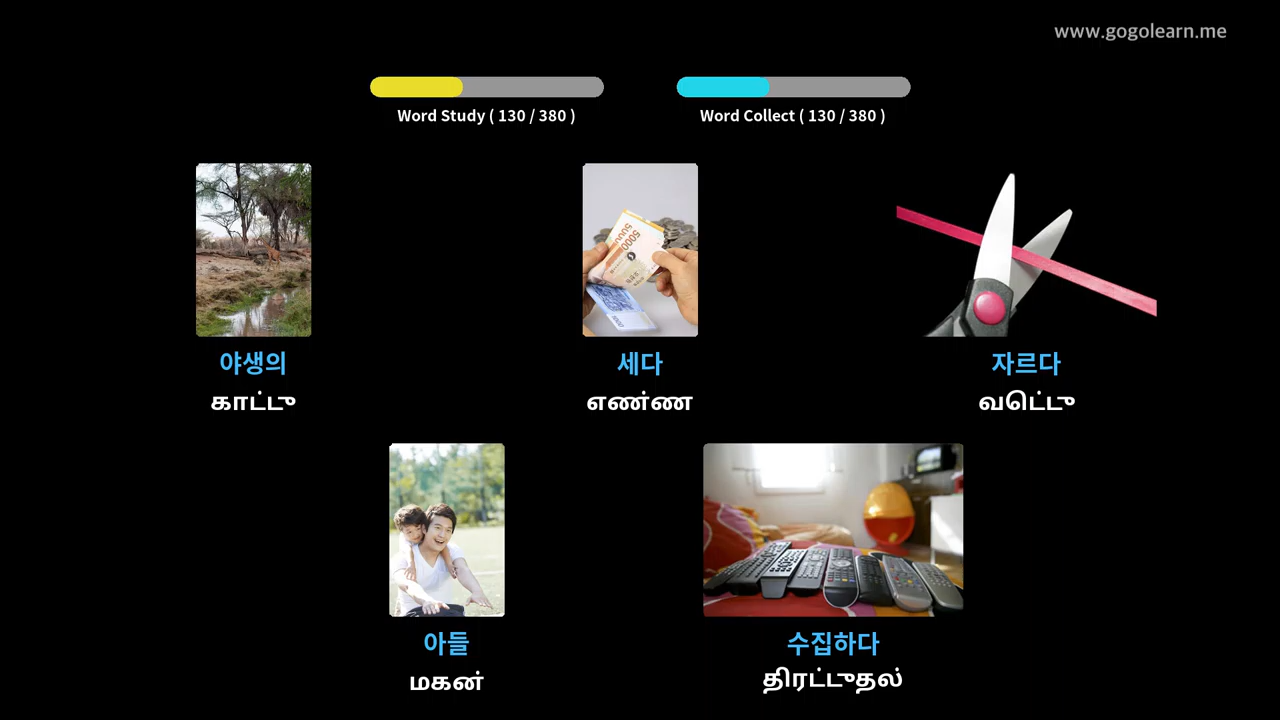 www.gogolearn.me
Word Study ( 130 / 380 )
Word Collect ( 130 / 380 )
야생의
காட்டு
세다
எண்ண
자르다
வெட்டு
아들
மகன்
수집하다
திரட்டுதல்